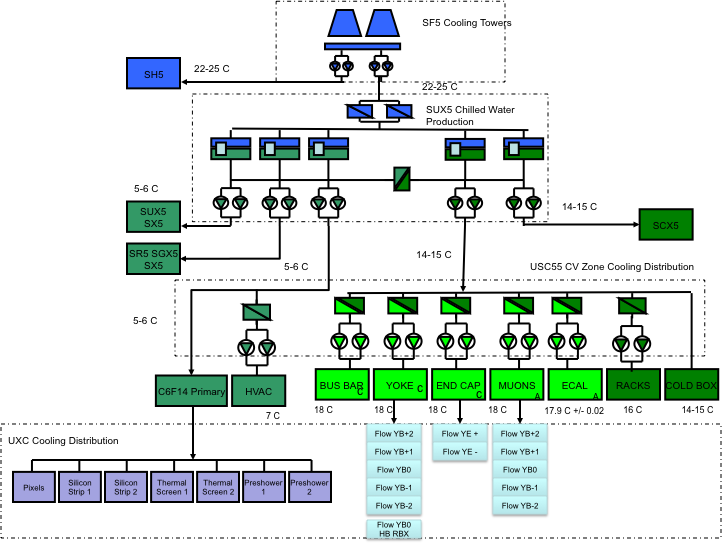 SF5 Cooling Towers
SH5
22-25 C
22-25 C
SUX5 Chilled Water
Production
5-6 C
SUX5
SX5
14-15 C
SCX5
SR5 SGX5
SX5
5-6 C
14-15 C
USC55 CV Zone Cooling Distribution
5-6 C
C6F14 Primary
HVAC
BUS BAR
C
YOKE
C
END CAP
C
MUONS
A
ECAL
A
RACKS
COLD BOX
7 C
18 C
18 C
18 C
18 C
17.9 C +/- 0.02
16 C
14-15 C
UXC Cooling Distribution
Pixels
Silicon
Strip 1
Silicon
Strip 2
Thermal
Screen 1
Thermal
Screen 2
Preshower
1
Preshower
2
Flow YB+2
Flow YB+1
Flow YB0
Flow YB-1
Flow YB-2
Flow YB0
HB RBX
Flow YE +
Flow YE -
Flow YB+2
Flow YB+1
Flow YB0
Flow YB-1
Flow YB-2